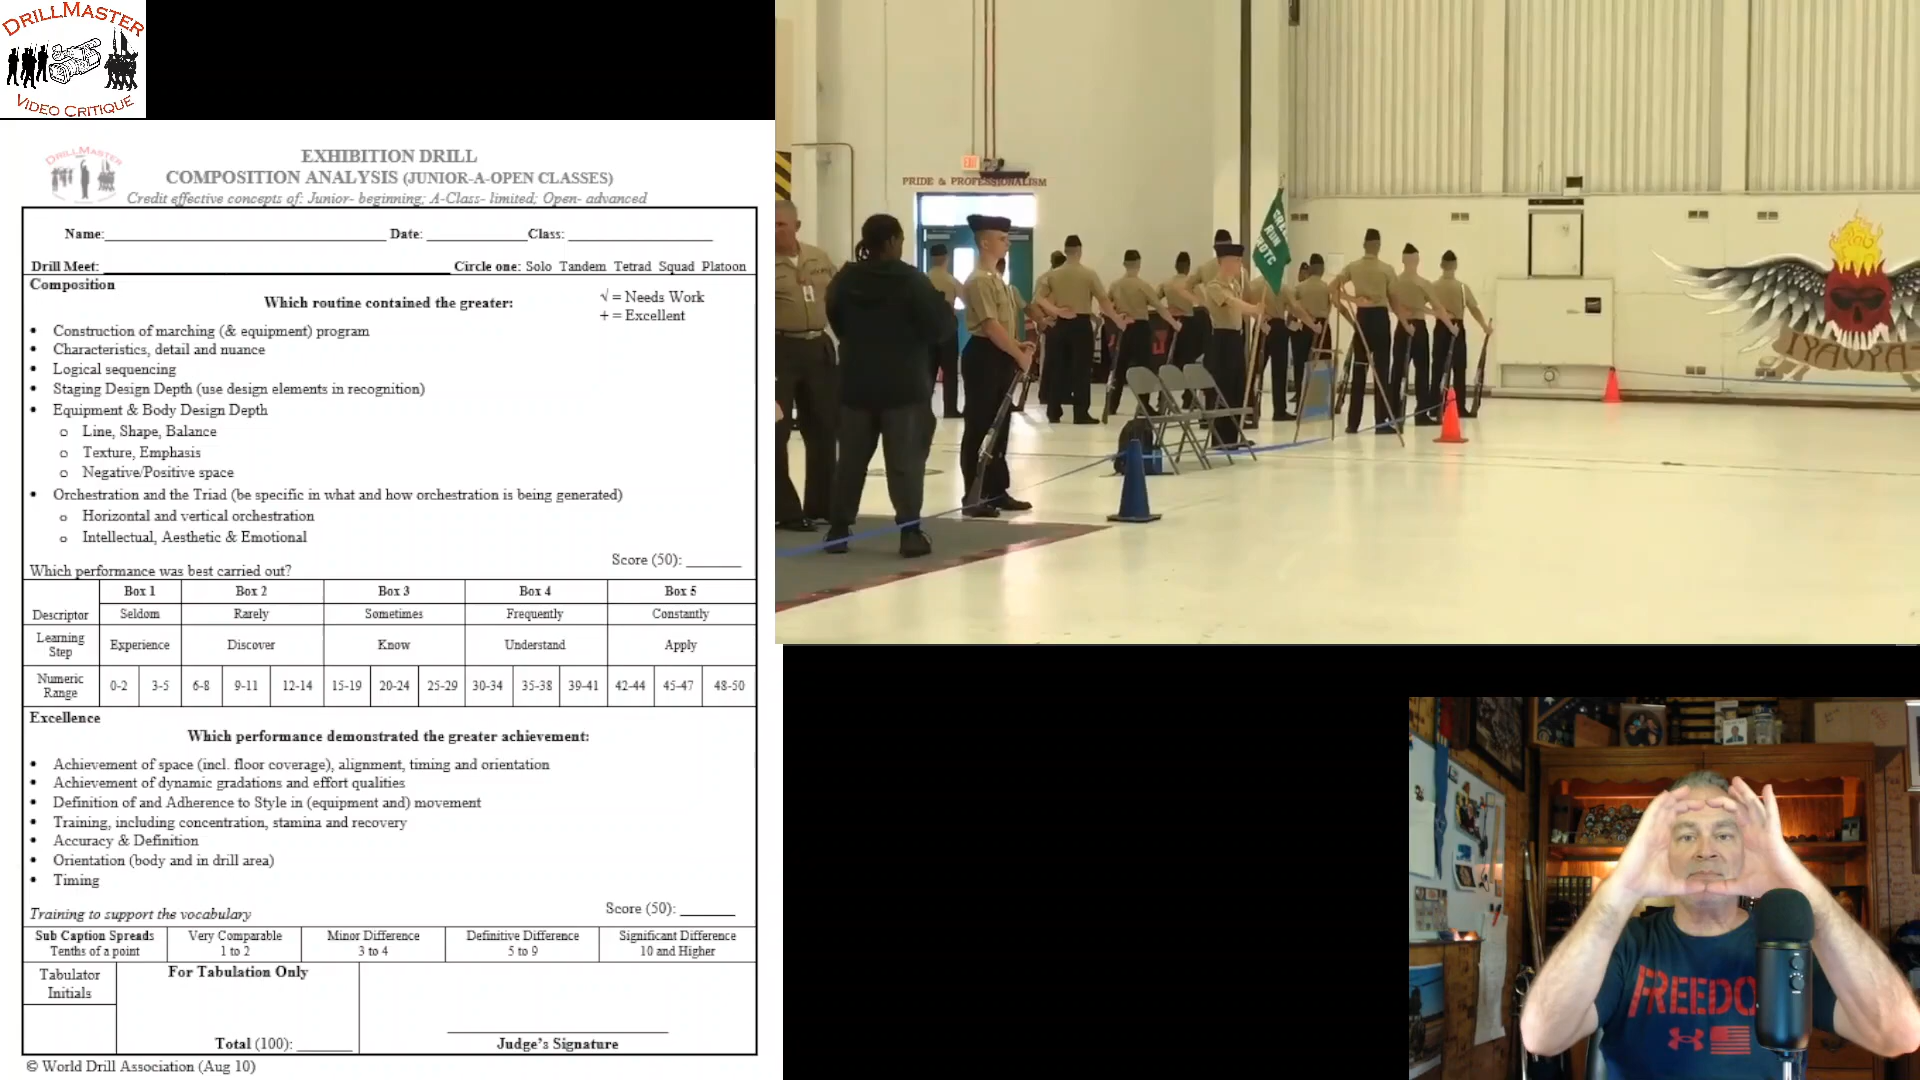 DRILLMASTER
VIDEO CRITIQUE
DRILLMASTER
EXHIBITION DRILL
COMPOSITION ANALYSIS (JUNIOR-A-OPEN CLASSES)
Credit effective concepts of: Junior- beginning; A-Class- limited; Open- advanced
Name: Date: Class:
Drill Meet: Circle one: Solo Tandem Tetrad Squad Platoon
Composition
Which routine contained the greater:
√ = Needs Work
+ = Excellent
• Construction of marching (& equipment) program
• Characteristics, detail and nuance
• Logical sequencing
• Staging Design Depth (use design elements in recognition)
• Equipment & Body Design Depth
o Line, Shape, Balance
o Texture, Emphasis
o Negative/Positive space
• Orchestration and the Triad (be specific in what and how orchestration is being generated)
o Horizontal and vertical orchestration
o Intellectual, Aesthetic & Emotional
Score (50):
Which performance was best carried out?
Box 1 Box 2 Box 3 Box 4 Box 5
Descriptor Seldom Rarely Sometimes Frequently Constantly
Learning Step Experience Discover Know Understand Apply
Numeric Range 0-2 3-5 6-8 9-11 12-14 15-19 20-24 25-29 30-34 35-38 39-41 42-44 45-47 48-50
Excellence
Which performance demonstrated the greater achievement:
• Achievement of space (incl. floor coverage), alignment, timing and orientation
• Achievement of dynamic gradations and effort qualities
• Definition of and Adherence to Style in (equipment and) movement
• Training, including concentration, stamina and recovery
• Accuracy & Definition
• Orientation (body and in drill area)
• Timing
Score (50):
Training to support the vocabulary
Sub Caption Spreads Very Comparable Minor Difference Definitive Difference Significant Difference
Tenths of a point 1 to 2 3 to 4 5 to 9 10 and Higher
Tabulator Initials
For Tabulation Only
Total (100):
Judge's Signature
© World Drill Association (Aug 10)
EXIT
PRIDE & PROFESSIONALISM
RUN
FREEDO